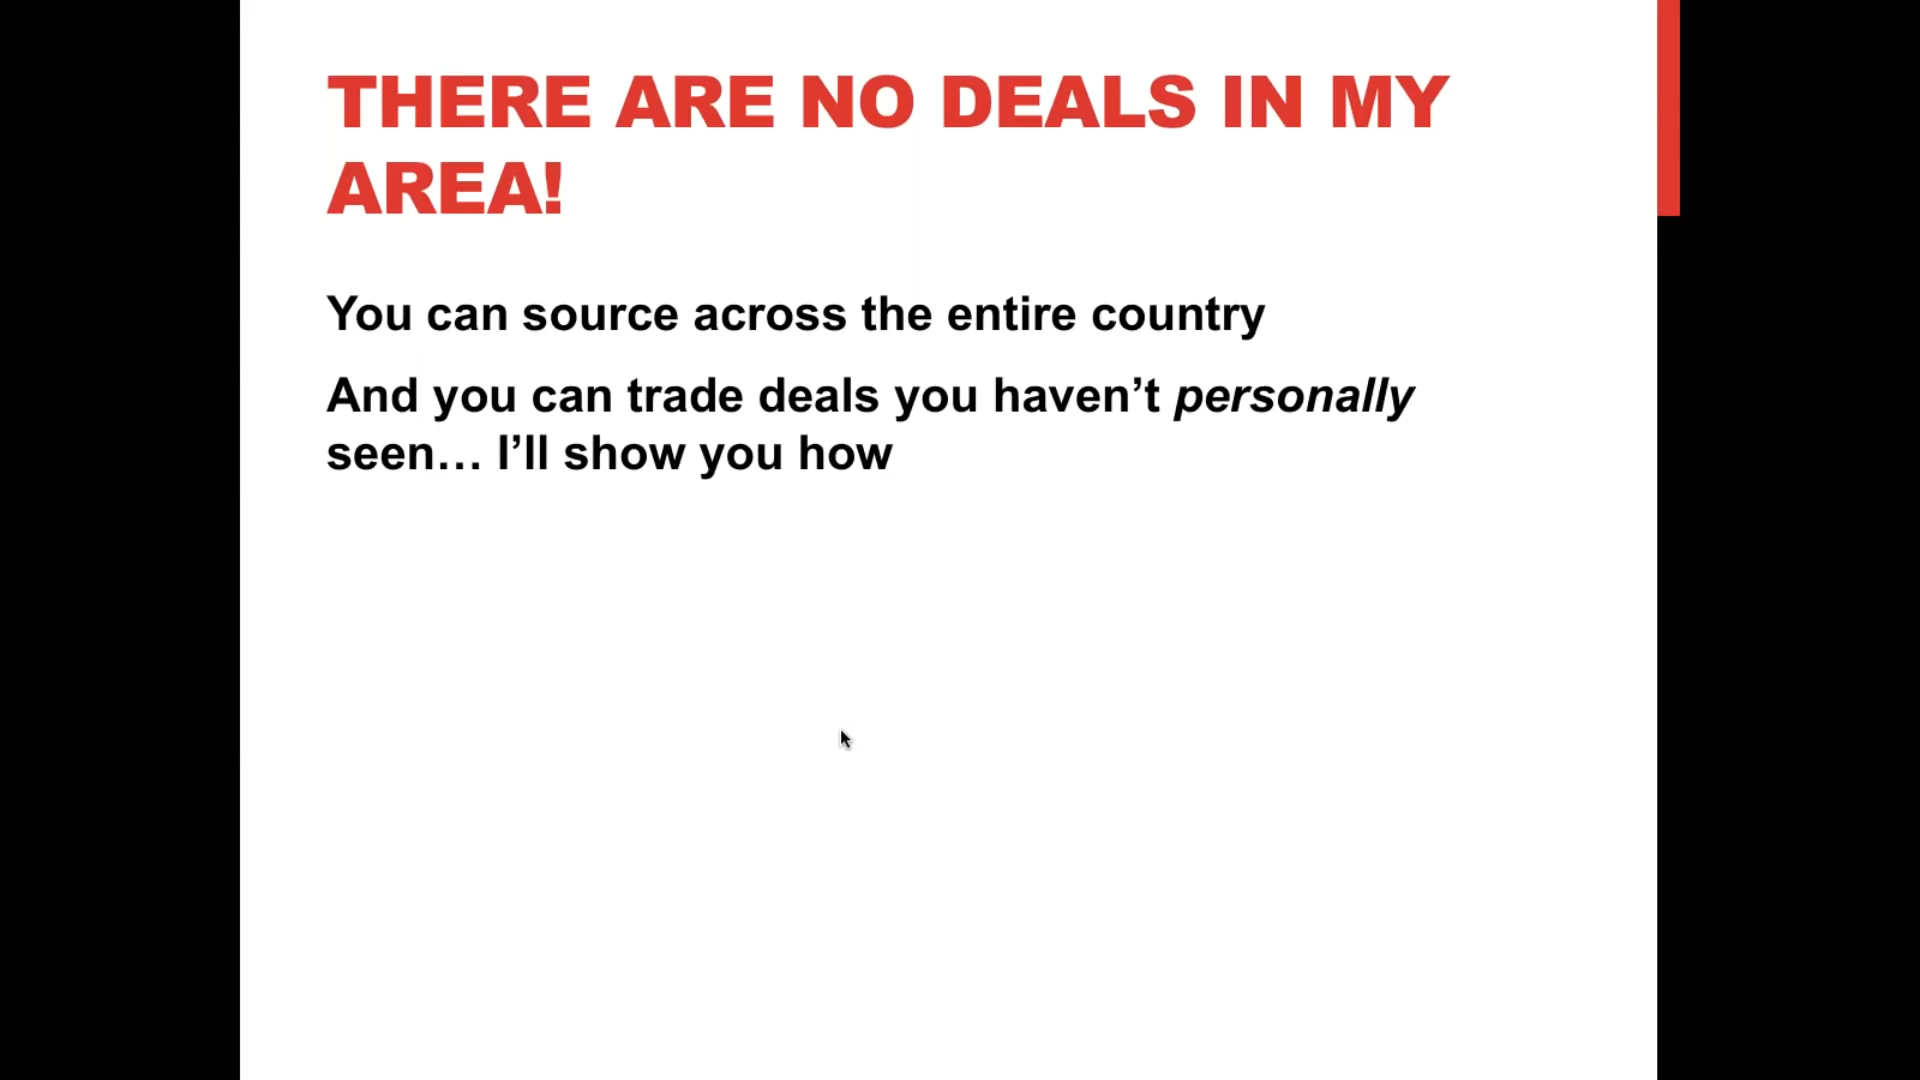 THERE ARE NO DEALS IN MY
AREA!
You can source across the entire country
And you can trade deals you haven’t personally
seen… I’ll show you how